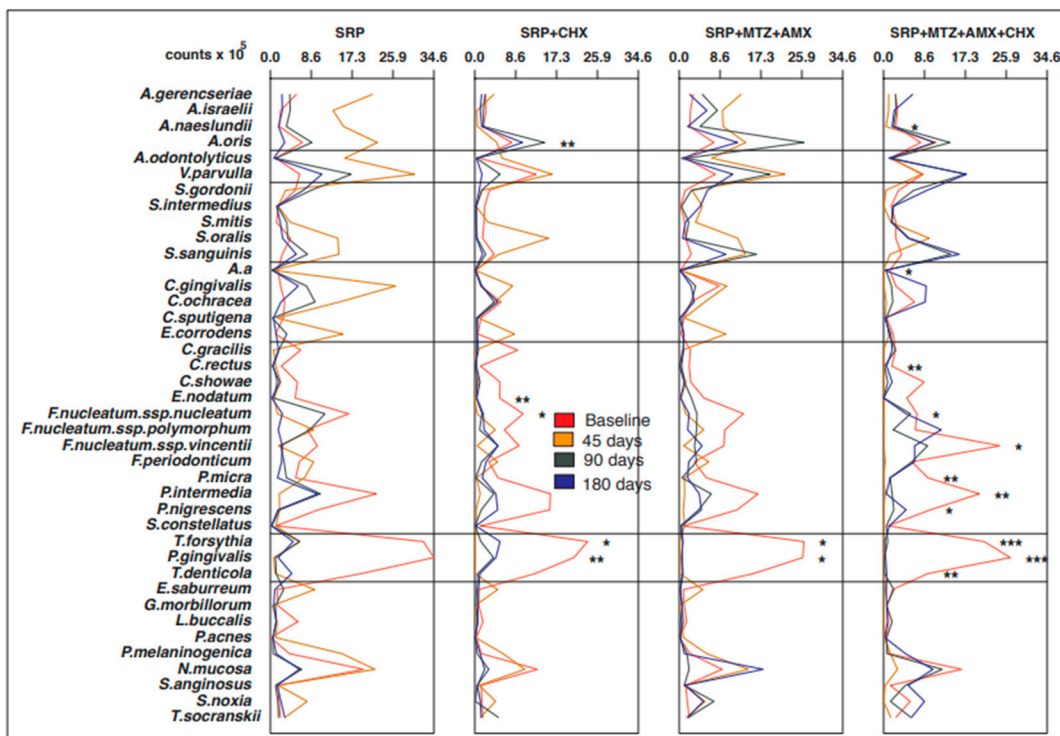 SRP SRP+CHX SRP+MTZ+AMX SRP+MTZ+AMX+CHX
counts x 10⁵ 0.0 8.6 17.3 25.9 34.6 0.0 8.6 17.3 25.9 34.6 0.0 8.6 17.3 25.9 34.6 0.0 8.6 17.3 25.9 34.6
A.gerencseriae
A.israelii
A.naeslundii *
A.oris **
A.odontolyticus
V.parvulla
S.gordonii
S.intermedius
S.mitis
S.oralis
S.sanguinis
A.a *
C.gingivalis
C.ochracea
C.sputigena
E.corrodens
C.gracilis
C.rectus **
C.showae
E.nodatum **
F.nucleatum.ssp.nucleatum * Baseline *
F.nucleatum.ssp.polymorphum 45 days
F.nucleatum.ssp.vincentii 90 days *
F.periodonticum
P.micra 180 days **
P.intermedia **
P.nigrescens *
S.constellatus
T.forsythia * * ***
P.gingivalis ** * ***
T.denticola **
E.saburreum
G.morbillorum
L.buccalis
P.acnes
P.melaninogenica
N.mucosa
S.anginosus
S.noxia
T.socranskii